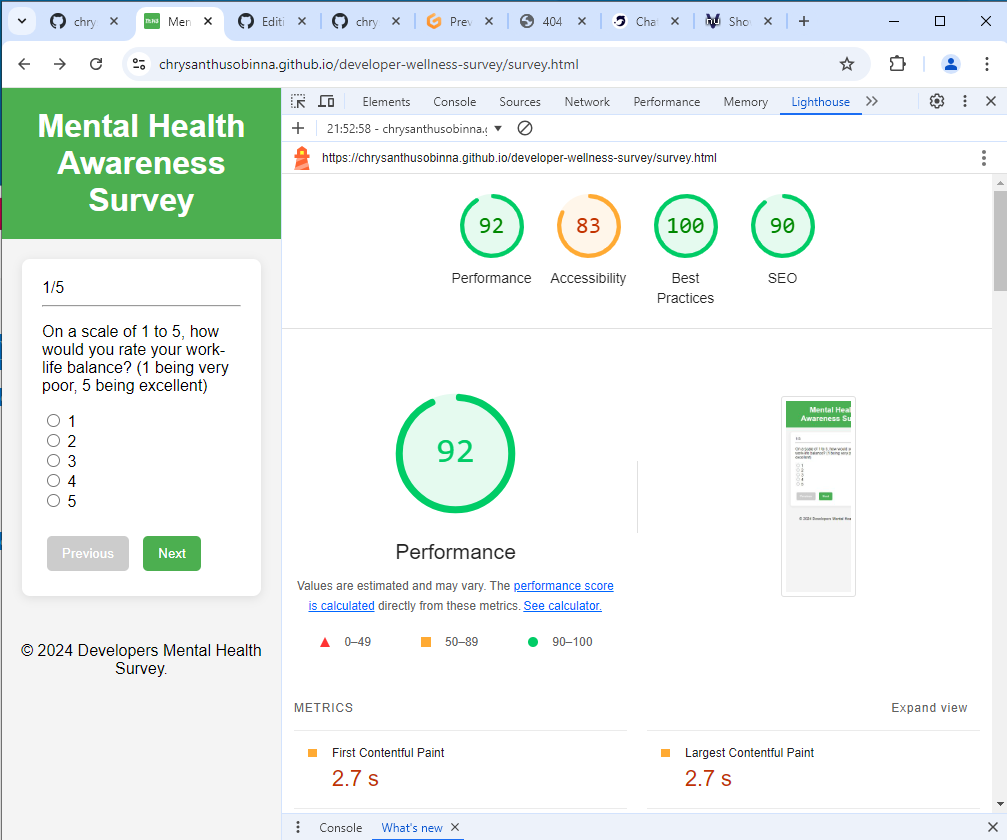 chry
Men
Editi
chry
Prev
404
Chat
Sho
chrysanthusobinna.github.io/developer-wellness-survey/survey.html
Mental Health
Awareness
Survey
1/5
On a scale of 1 to 5, how
would you rate your work-
life balance? (1 being very
poor, 5 being excellent)
1
2
3
4
5
Previous
Next
© 2024 Developers Mental Health
Survey.
Elements
Console
Sources
Network
Performance
Memory
Lighthouse
21:52:58 - chrysanthusobinna.g
https://chrysanthusobinna.github.io/developer-wellness-survey/survey.html
92
83
100
90
Performance
Accessibility
Best
Practices
SEO
92
Performance
Values are estimated and may vary. The performance score
is calculated directly from these metrics. See calculator.
0–49
50–89
90–100
Mental Heal
Awareness Su
METRICS
Expand view
First Contentful Paint
2.7 s
Largest Contentful Paint
2.7 s
Console
What's new